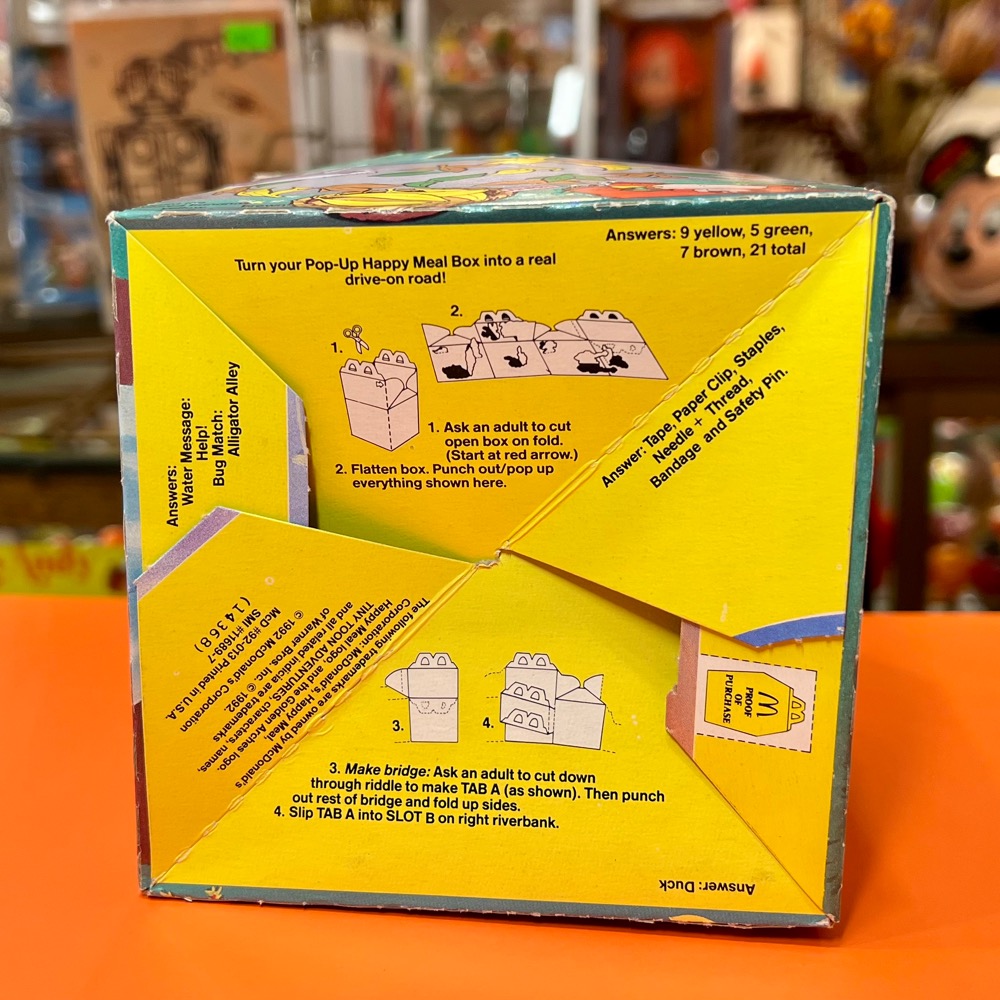 Answers: 9 yellow, 5 green,
7 brown, 21 total
Turn your Pop-Up Happy Meal Box into a real
drive-on road!
1.
2.
1. Ask an adult to cut
open box on fold.
(Start at red arrow.)
2. Flatten box. Punch out/pop up
everything shown here.
Answers:
Water Message:
Help!
Bug Match:
Alligator Alley
Answer: Tape, Paper Clip, Staples,
Needle + Thread,
Bandage and Safety Pin.
The following trademarks are owned by McDonald's
Corporation: McDonald's, Happy Meal,
Happy Meal logo, and the Golden Arches logo.
TINY TOON ADVENTURES, characters, names,
and all related indicia are trademarks
of Warner Bros. Inc. © 1992.
© 1992 McDonald's Corporation
McD #92-013 Printed in U.S.A.
SMI #11689-7
(14368)
PROOF
OF
PURCHASE
3.
4.
3. Make bridge: Ask an adult to cut down
through riddle to make TAB A (as shown). Then punch
out rest of bridge and fold up sides.
4. Slip TAB A into SLOT B on right riverbank.
Answer: Duck